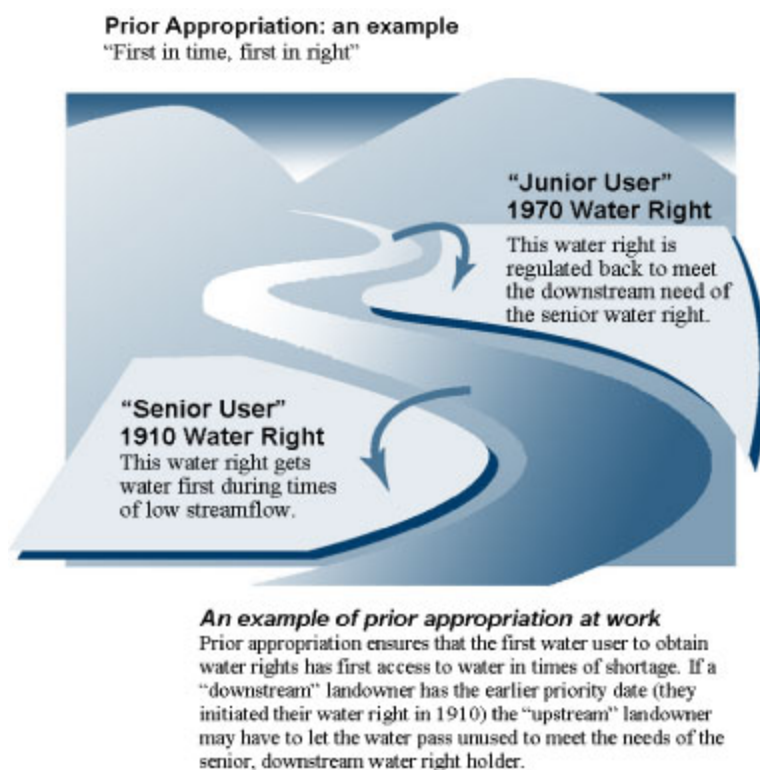 Prior Appropriation: an example
“First in time, first in right”
“Junior User”
1970 Water Right
This water right is
regulated back to meet
the downstream need of
the senior water right.
“Senior User”
1910 Water Right
This water right gets
water first during times
of low streamflow.
An example of prior appropriation at work
Prior appropriation ensures that the first water user to obtain
water rights has first access to water in times of shortage. If a
“downstream” landowner has the earlier priority date (they
initiated their water right in 1910) the “upstream” landowner
may have to let the water pass unused to meet the needs of the
senior, downstream water right holder.